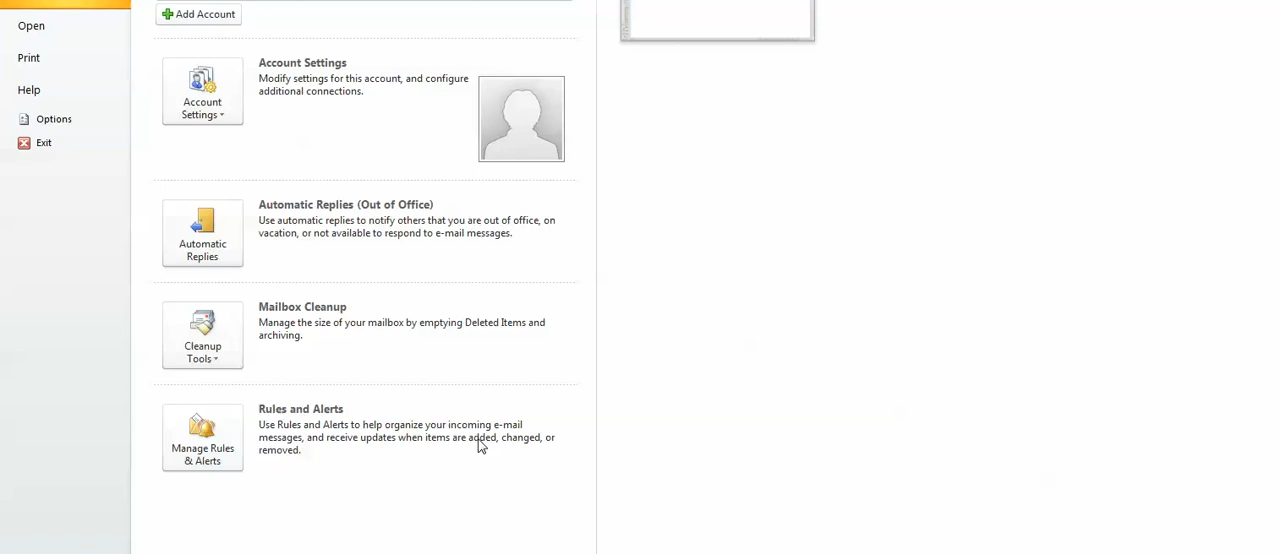 Open
Print
Help
Options
Exit
Add Account
Account Settings
Account Settings
Modify settings for this account, and configure
additional connections.
Automatic Replies
Automatic Replies (Out of Office)
Use automatic replies to notify others that you are out of office, on
vacation, or not available to respond to e-mail messages.
Cleanup Tools
Mailbox Cleanup
Manage the size of your mailbox by emptying Deleted Items and
archiving.
Manage Rules
& Alerts
Rules and Alerts
Use Rules and Alerts to help organize your incoming e-mail
messages, and receive updates when items are added, changed, or
removed.